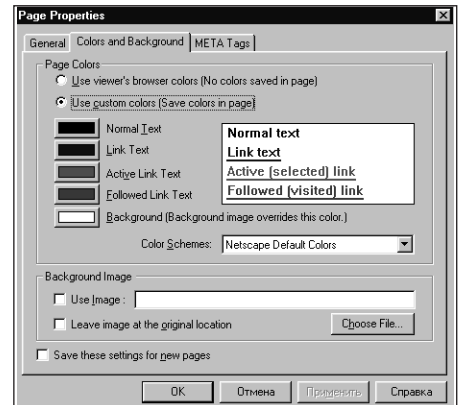 Page Properties
General Colors and Background META Tags
Page Colors
Use viewer's browser colors (No colors saved in page)
Use custom colors (Save colors in page)
Normal Text
Link Text
Active Link Text
Followed Link Text
Normal text
Link text
Active (selected) link
Followed (visited) link
Background (Background image overrides this color.)
Color Schemes: Netscape Default Colors
Background Image
Use Image :
Leave image at the original location Choose File...
Save these settings for new pages
OK Отмена Применить Справка